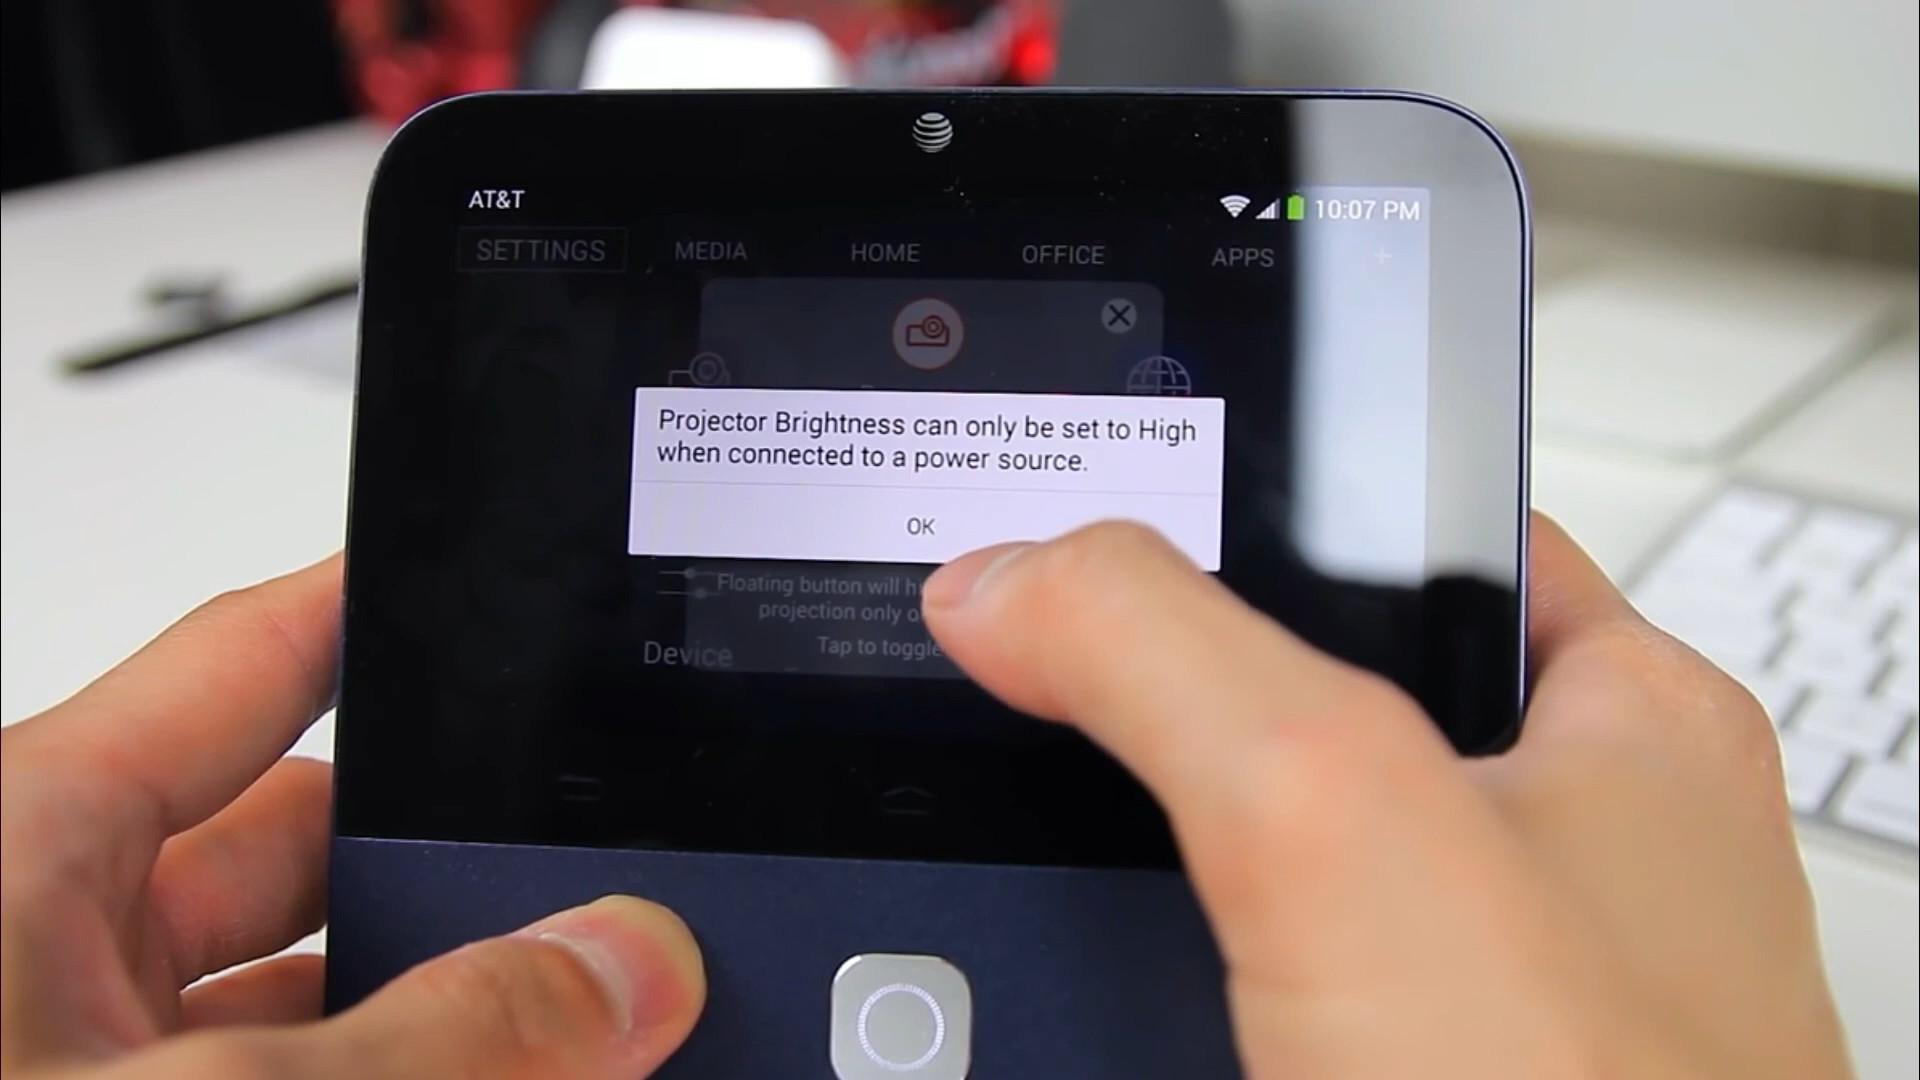 AT&T
10:07 PM
SETTINGS
MEDIA
HOME
OFFICE
APPS
+
Projector Brightness can only be set to High
when connected to a power source.
OK
Floating button will
projection only
Tap to toggle
Device